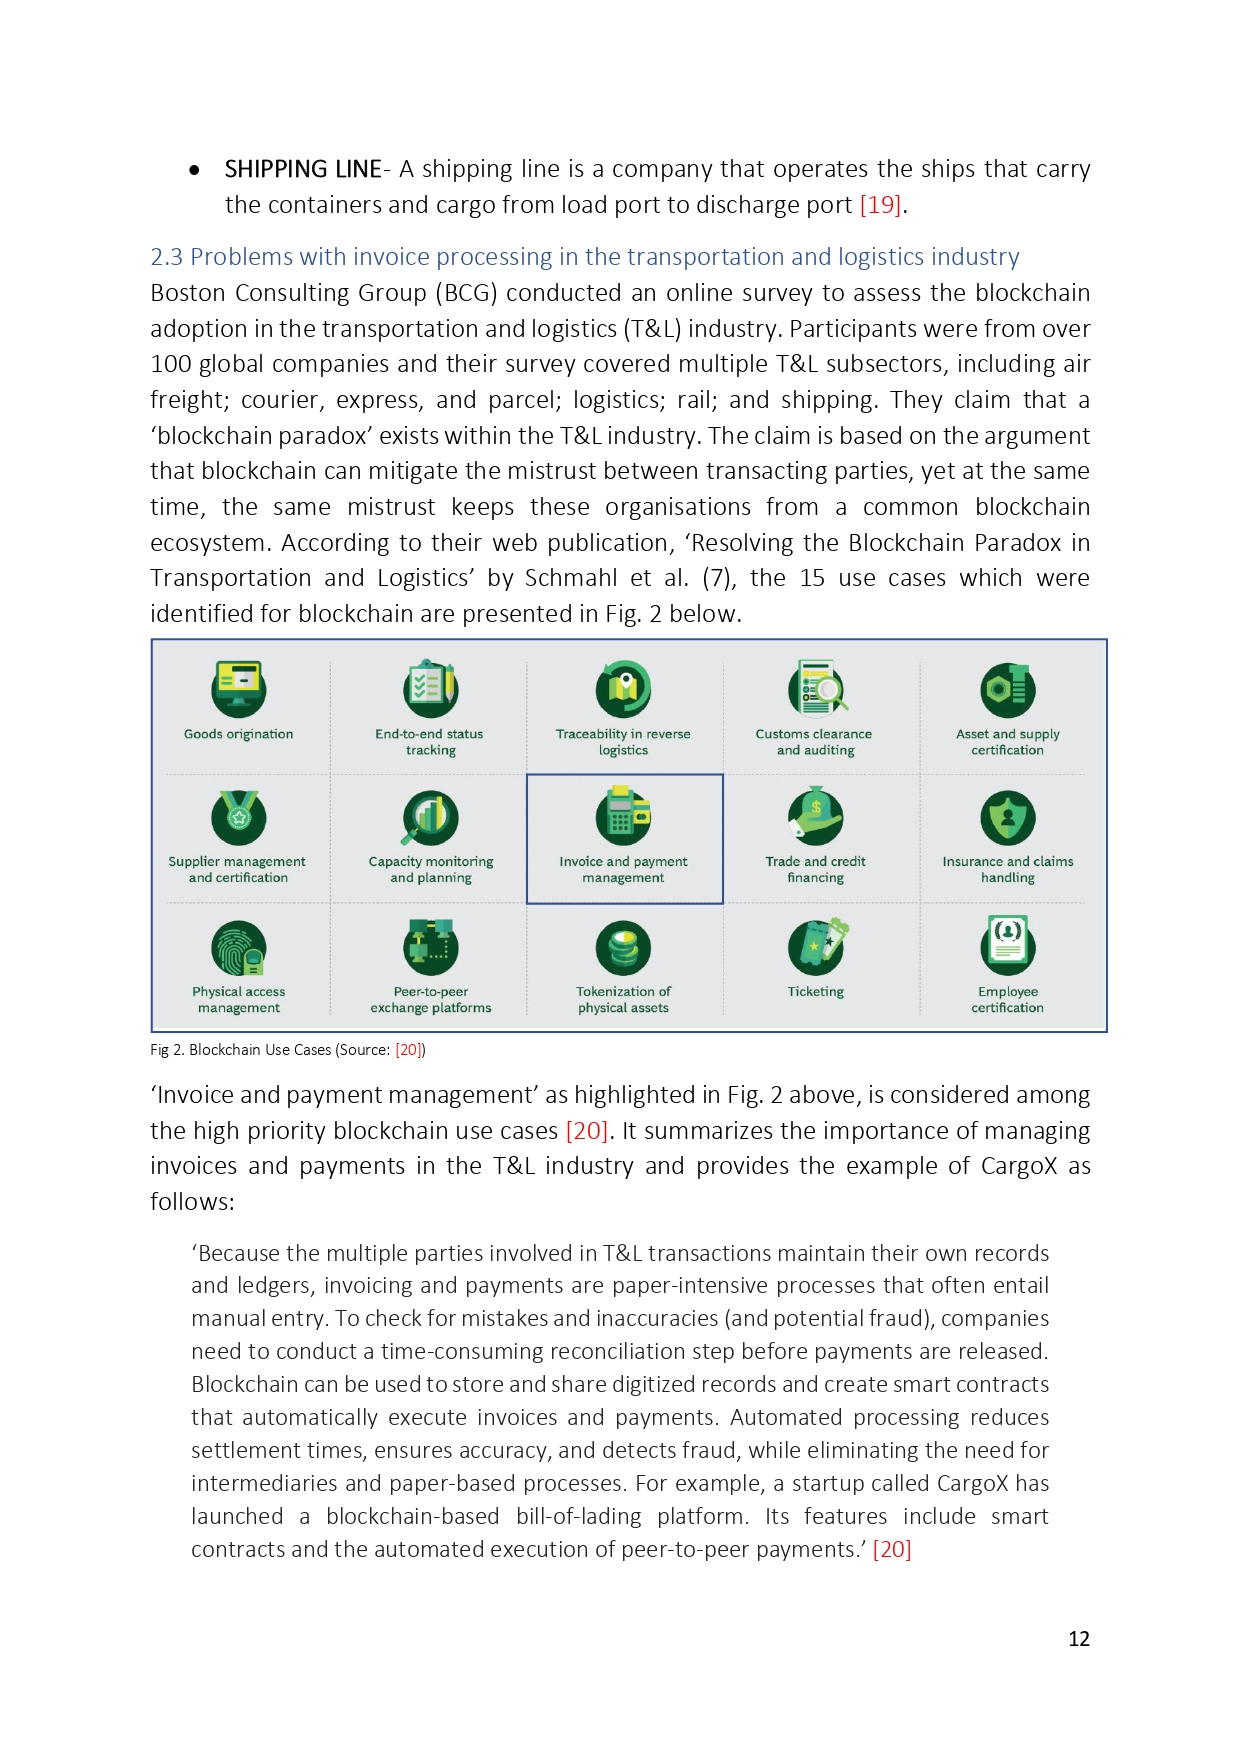 • SHIPPING LINE- A shipping line is a company that operates the ships that carry
the containers and cargo from load port to discharge port [19].
2.3 Problems with invoice processing in the transportation and logistics industry
Boston Consulting Group (BCG) conducted an online survey to assess the blockchain
adoption in the transportation and logistics (T&L) industry. Participants were from over
100 global companies and their survey covered multiple T&L subsectors, including air
freight; courier, express, and parcel; logistics; rail; and shipping. They claim that a
‘blockchain paradox’ exists within the T&L industry. The claim is based on the argument
that blockchain can mitigate the mistrust between transacting parties, yet at the same
time, the same mistrust keeps these organisations from a common blockchain
ecosystem. According to their web publication, ‘Resolving the Blockchain Paradox in
Transportation and Logistics’ by Schmahl et al. (7), the 15 use cases which were
identified for blockchain are presented in Fig. 2 below.
Goods origination
End-to-end status
tracking
Traceability in reverse
logistics
Customs clearance
and auditing
Asset and supply
certification
Supplier management
and certification
Capacity monitoring
and planning
Invoice and payment
management
Trade and credit
financing
Insurance and claims
handling
Physical access
management
Peer-to-peer
exchange platforms
Tokenization of
physical assets
Ticketing
Employee
certification
Fig 2. Blockchain Use Cases (Source: [20])
‘Invoice and payment management’ as highlighted in Fig. 2 above, is considered among
the high priority blockchain use cases [20]. It summarizes the importance of managing
invoices and payments in the T&L industry and provides the example of CargoX as
follows:
‘Because the multiple parties involved in T&L transactions maintain their own records
and ledgers, invoicing and payments are paper-intensive processes that often entail
manual entry. To check for mistakes and inaccuracies (and potential fraud), companies
need to conduct a time-consuming reconciliation step before payments are released.
Blockchain can be used to store and share digitized records and create smart contracts
that automatically execute invoices and payments. Automated processing reduces
settlement times, ensures accuracy, and detects fraud, while eliminating the need for
intermediaries and paper-based processes. For example, a startup called CargoX has
launched a blockchain-based bill-of-lading platform. Its features include smart
contracts and the automated execution of peer-to-peer payments.’ [20]
12